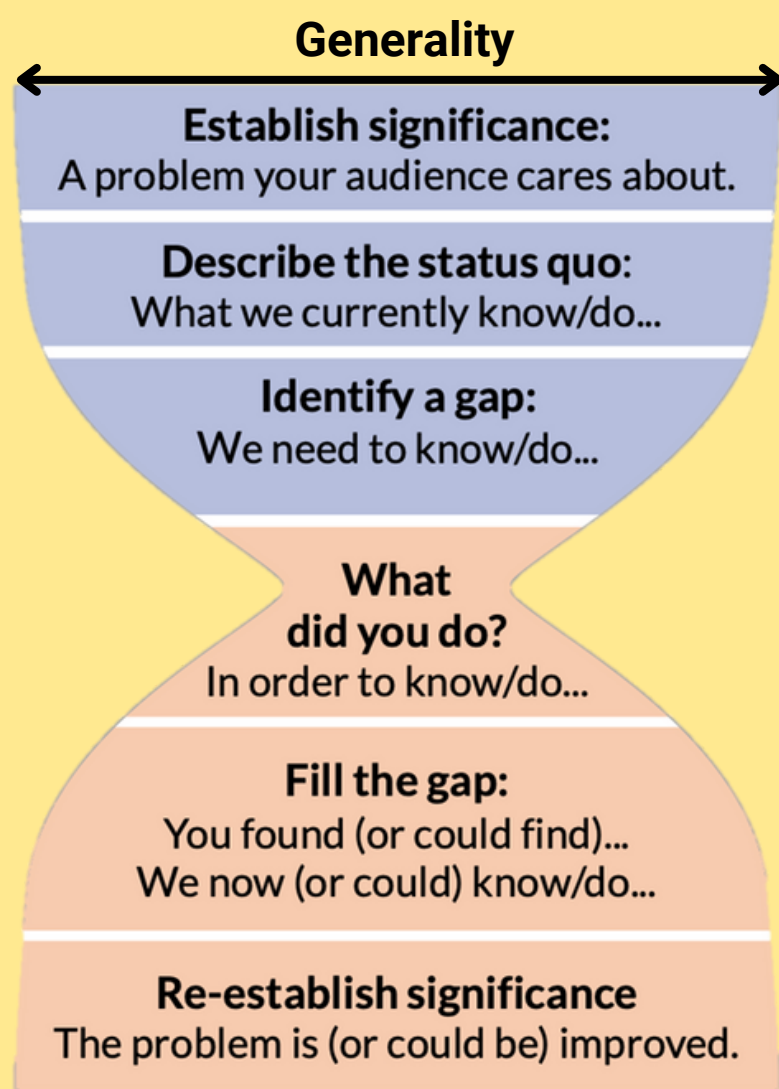 Generality
Establish significance:
A problem your audience cares about.
Describe the status quo:
What we currently know/do...
Identify a gap:
We need to know/do...
What
did you do?
In order to know/do...
Fill the gap:
You found (or could find)...
We now (or could) know/do...
Re-establish significance
The problem is (or could be) improved.